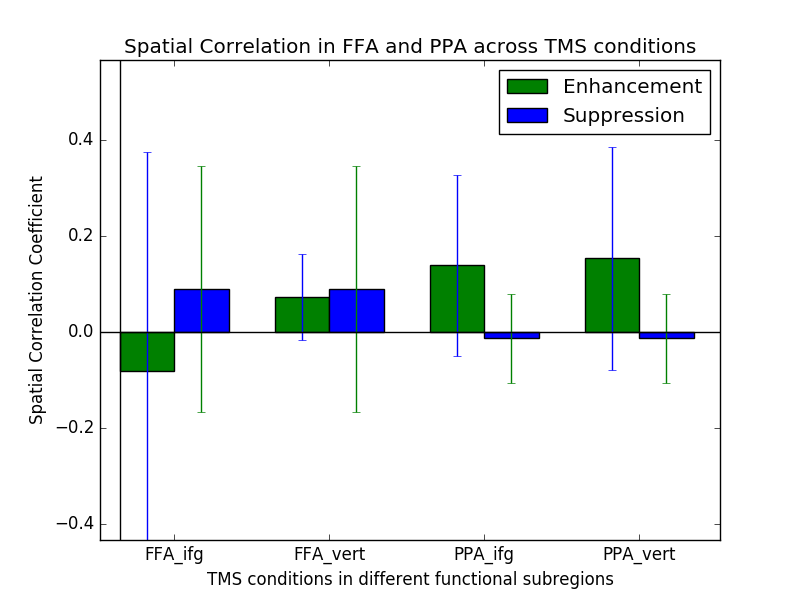 Spatial Correlation in FFA and PPA across TMS conditions
Enhancement
Suppression
0.4
0.2
0.0
−0.2
−0.4
Spatial Correlation Coefficient
FFA_ifg
FFA_vert
PPA_ifg
PPA_vert
TMS conditions in different functional subregions